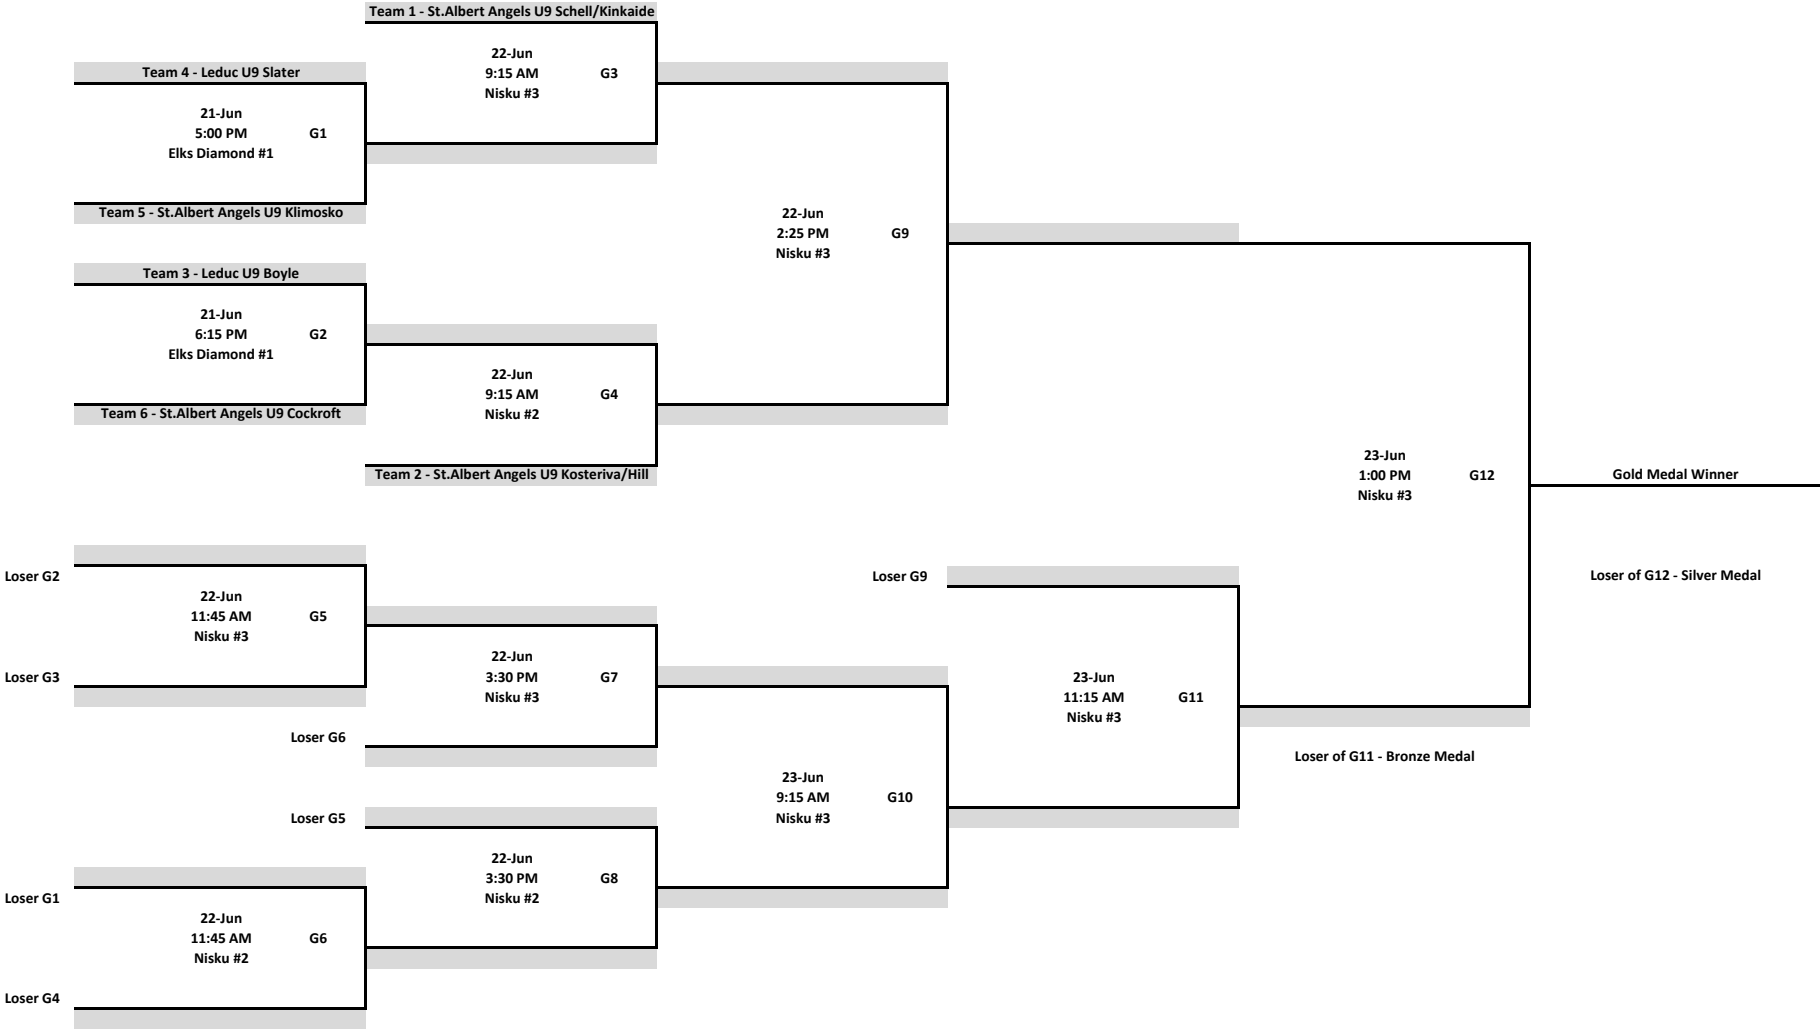 Team 1 - St.Albert Angels U9 Schell/Kinkaide
22-Jun
9:15 AM
G3
Nisku #3
Team 4 - Leduc U9 Slater
21-Jun
5:00 PM
G1
Elks Diamond #1
Team 5 - St.Albert Angels U9 Klimosko
22-Jun
2:25 PM
G9
Nisku #3
Team 3 - Leduc U9 Boyle
21-Jun
6:15 PM
G2
Elks Diamond #1
Team 6 - St.Albert Angels U9 Cockroft
22-Jun
9:15 AM
G4
Nisku #2
Team 2 - St.Albert Angels U9 Kosteriva/Hill
23-Jun
1:00 PM
G12
Nisku #3
Gold Medal Winner
Loser of G12 - Silver Medal
Loser G2
22-Jun
11:45 AM
G5
Nisku #3
Loser G3
22-Jun
3:30 PM
G7
Nisku #3
Loser G6
Loser G9
23-Jun
11:15 AM
G11
Nisku #3
Loser of G11 - Bronze Medal
23-Jun
9:15 AM
G10
Nisku #3
Loser G5
22-Jun
3:30 PM
G8
Nisku #2
Loser G1
22-Jun
11:45 AM
G6
Nisku #2
Loser G4